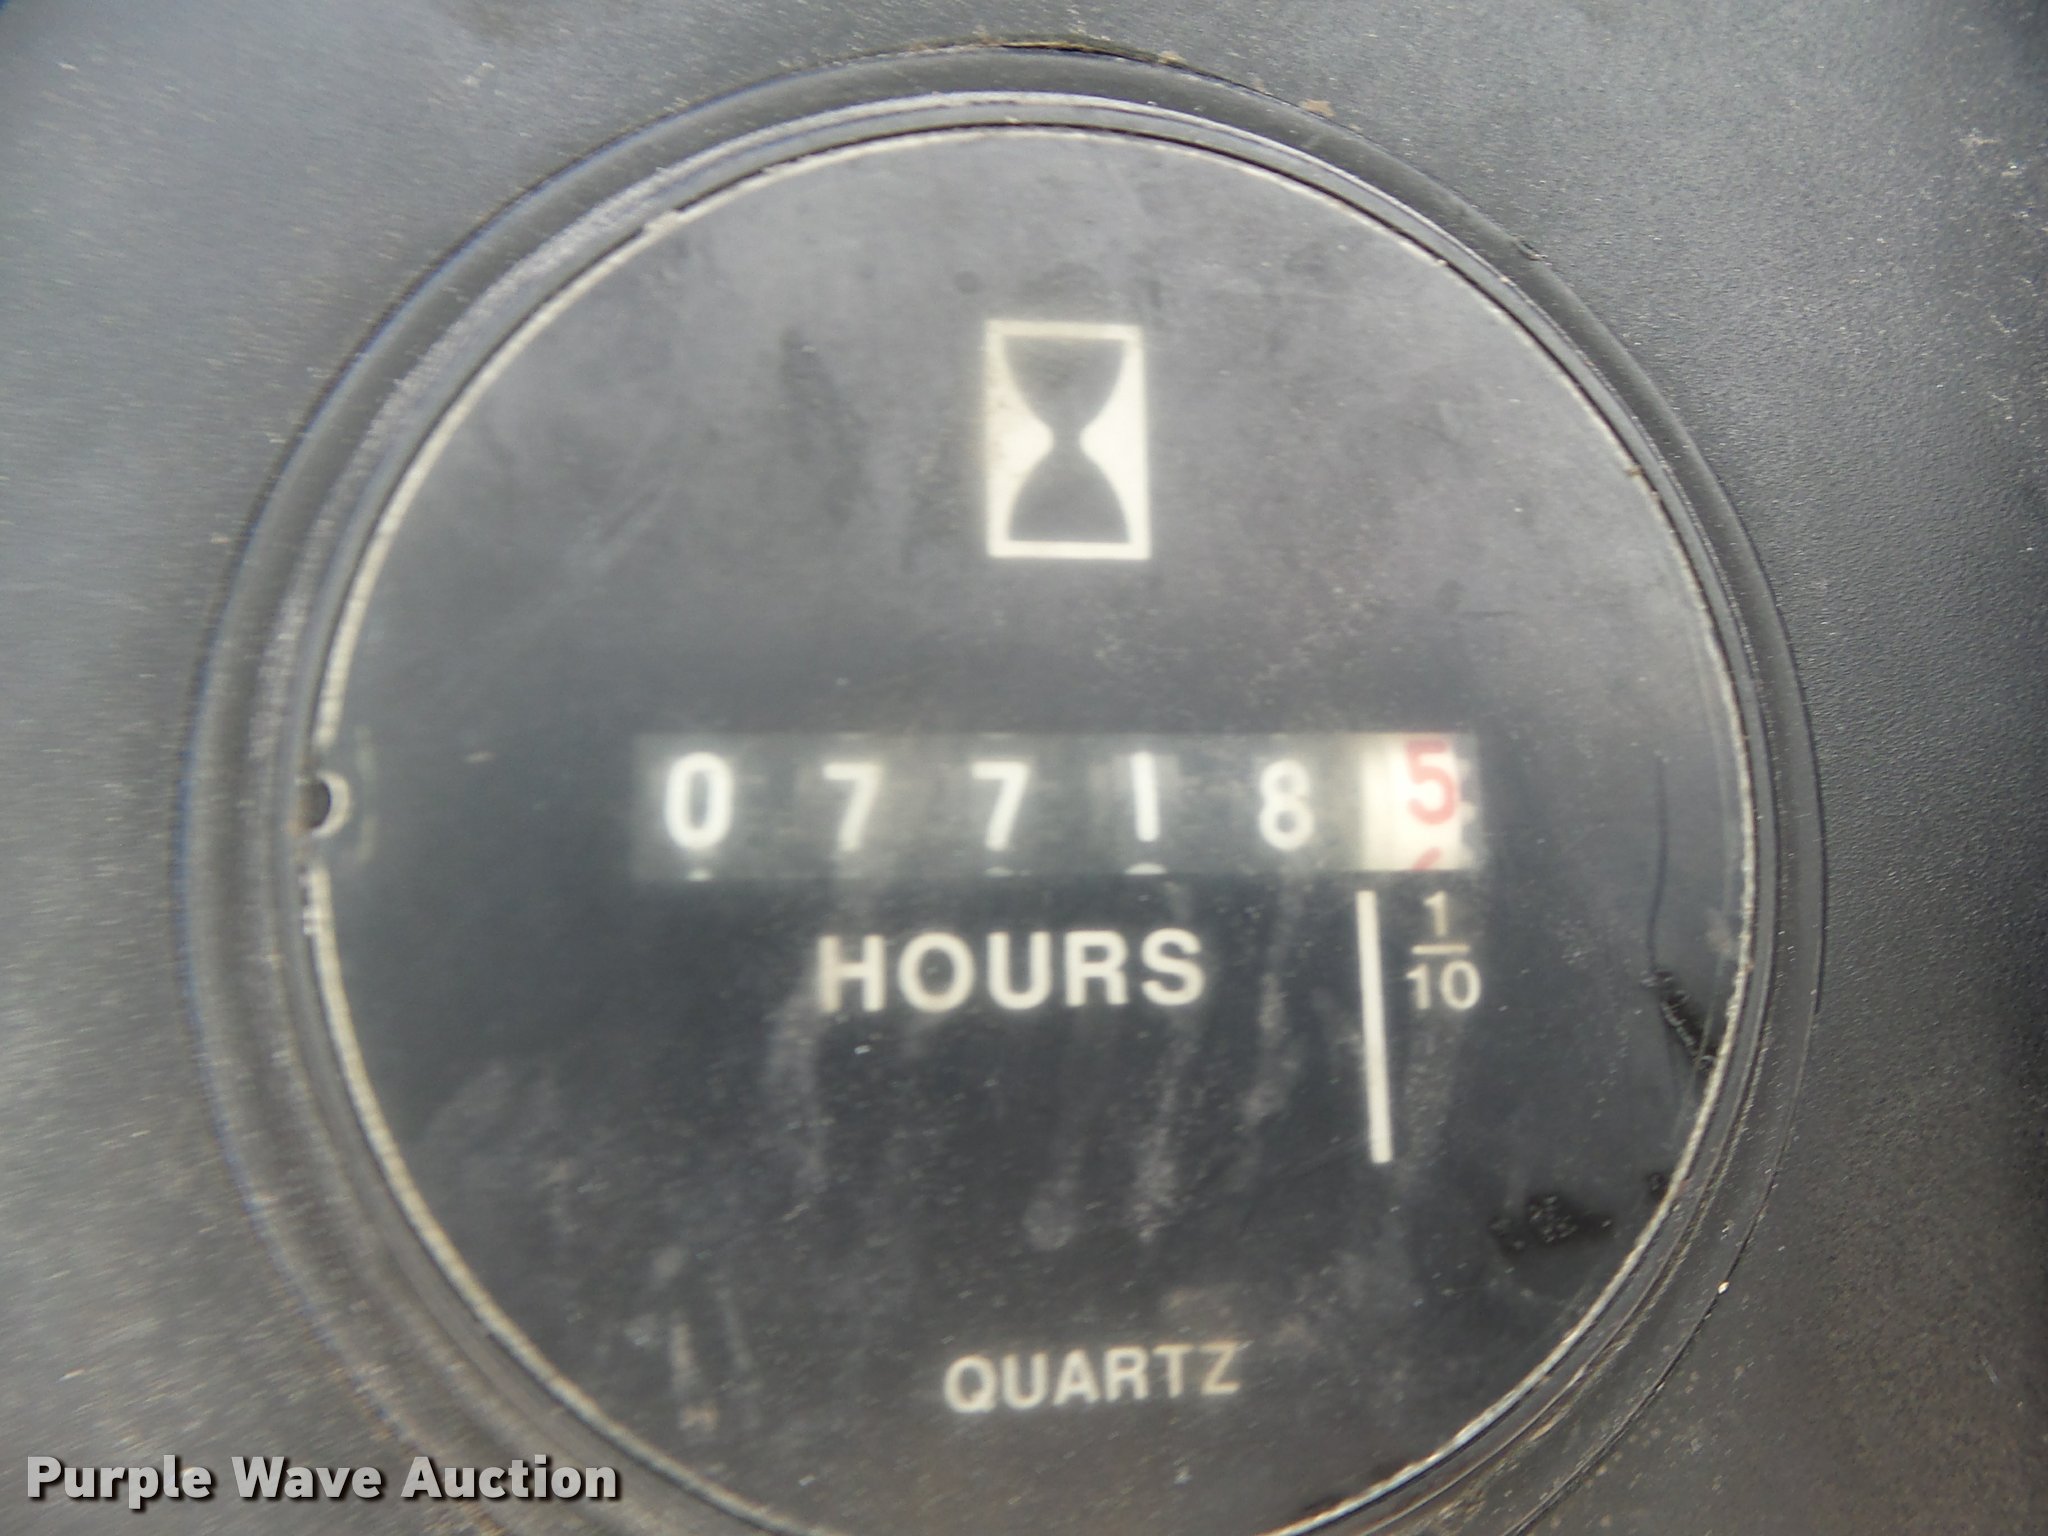 077185
HOURS
1
10
QUARTZ
Purple Wave Auction